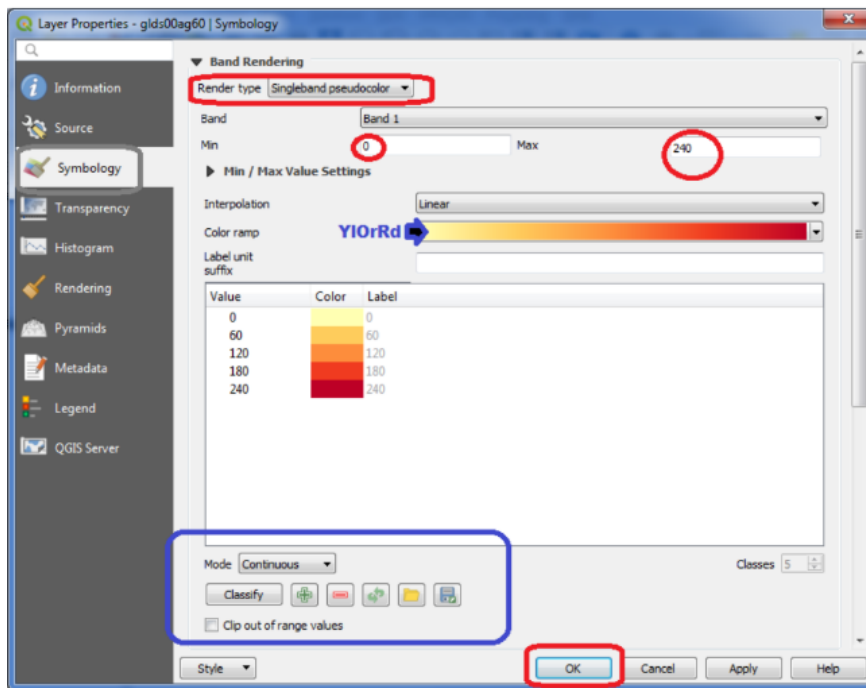 Layer Properties - glds00ag60 | Symbology
Information
Source
Symbology
Transparency
Histogram
Rendering
Pyramids
Metadata
Legend
QGIS Server
Band Rendering
Render type Singleband pseudocolor
Band Band 1
Min 0 Max 240
Min / Max Value Settings
Interpolation Linear
Color ramp YlOrRd
Label unit
suffix
Value Color Label
0 0
60 60
120 120
180 180
240 240
Mode Continuous Classes 5
Classify
Clip out of range values
Style OK Cancel Apply Help